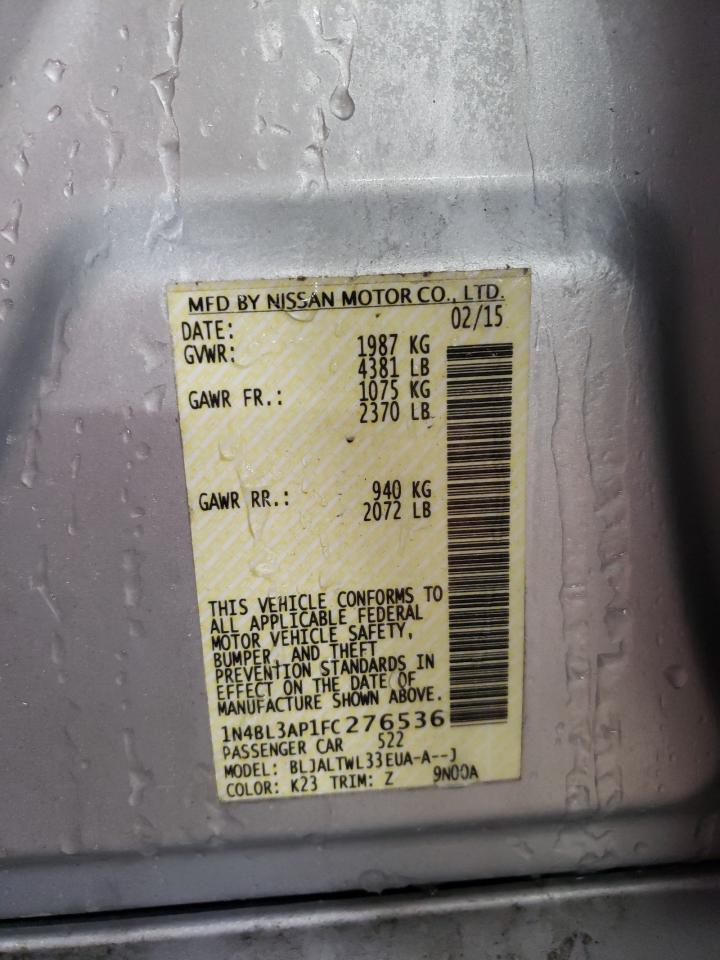 MFD BY NISSAN MOTOR CO., LTD.
DATE: 02/15
GVWR: 1987 KG
4381 LB
GAWR FR.: 1075 KG
2370 LB
GAWR RR.: 940 KG
2072 LB
THIS VEHICLE CONFORMS TO
ALL APPLICABLE FEDERAL
MOTOR VEHICLE SAFETY,
BUMPER, AND THEFT
PREVENTION STANDARDS IN
EFFECT ON THE DATE OF
MANUFACTURE SHOWN ABOVE.
1N4BL3AP1FC276536
PASSENGER CAR 522
MODEL: BLJALTWL33EUA-A--J
COLOR: K23 TRIM: Z 9N00A